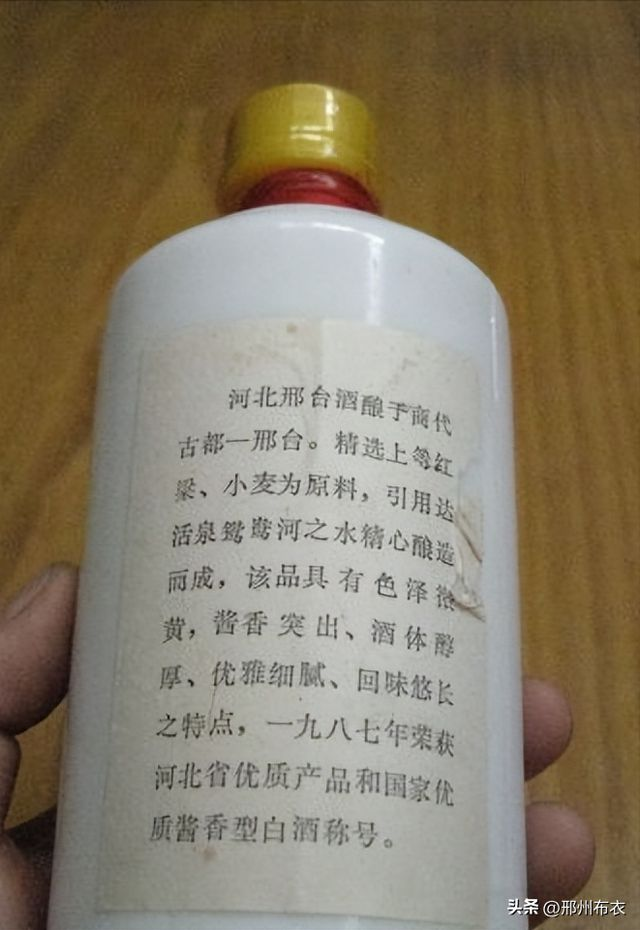 河北邢台酒酿于商代
古都—邢台。精选上等红
粱、小麦为原料，引用达
活泉鸳鸯河之水精心酿造
而成，该品具有色泽微
黄，酱香突出、酒体醇
厚、优雅细腻、回味悠长
之特点，一九八七年荣获
河北省优质产品和国家优
质酱香型白酒称号。
头条 @邢州布衣